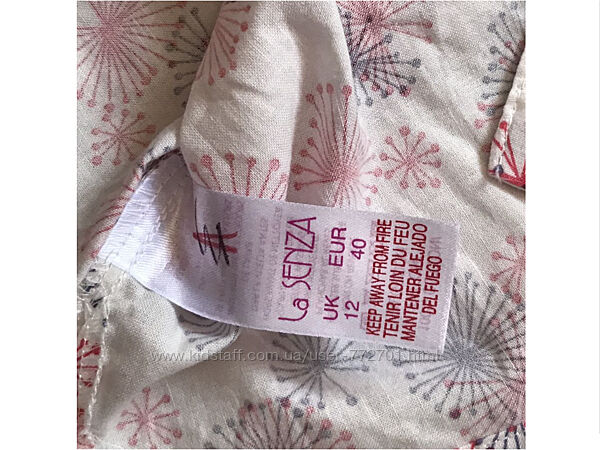 La SENZA
UK EUR
12 40
KEEP AWAY FROM FIRE
TENIR LOIN DU FEU
MANTENER ALEJADO
DEL FUEGO
www.kidstaff.com.ua/user-772701.html